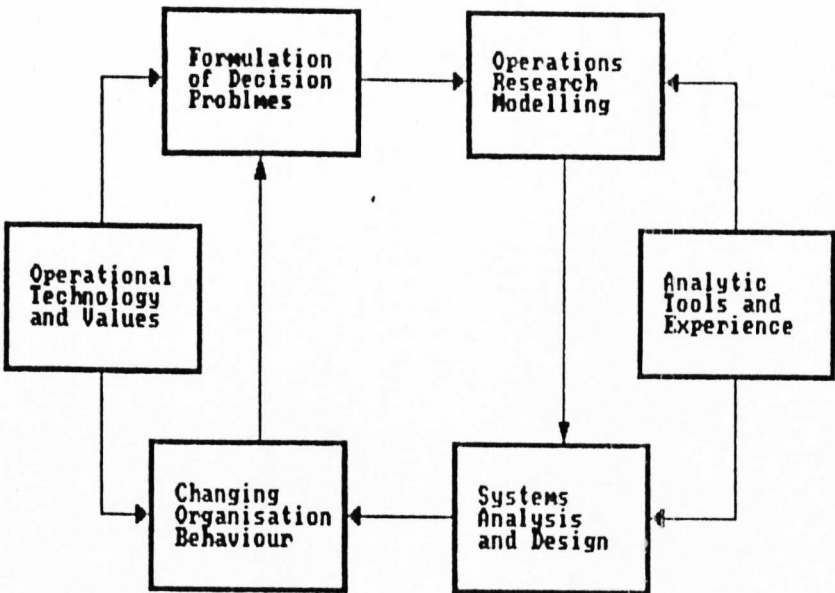 Formulation
of Decision
Problmes
Operations
Research
Modelling
Operational
Technology
and Values
Analytic
Tools and
Experience
Changing
Organisation
Behaviour
Systems
Analysis
and Design